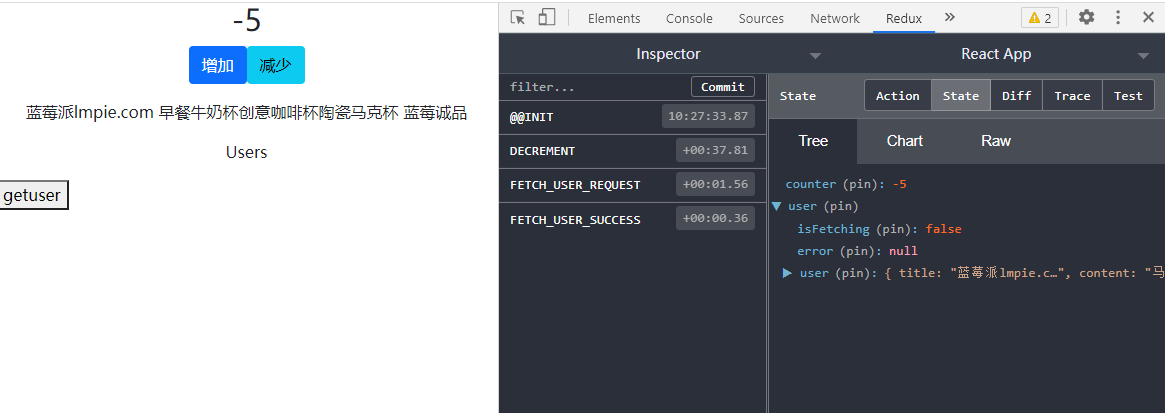 -5
增加 减少
蓝莓派lmpie.com 早餐牛奶杯创意咖啡杯陶瓷马克杯 蓝莓诚品
Users
getuser
Elements Console Sources Network Redux » 2
Inspector React App
filter... Commit
@@INIT 10:27:33.87
DECREMENT +00:37.81
FETCH_USER_REQUEST +00:01.56
FETCH_USER_SUCCESS +00:00.36
State Action State Diff Trace Test
Tree Chart Raw
counter (pin): -5
user (pin)
isFetching (pin): false
error (pin): null
user (pin): { title: "蓝莓派lmpie.c…", content: "马